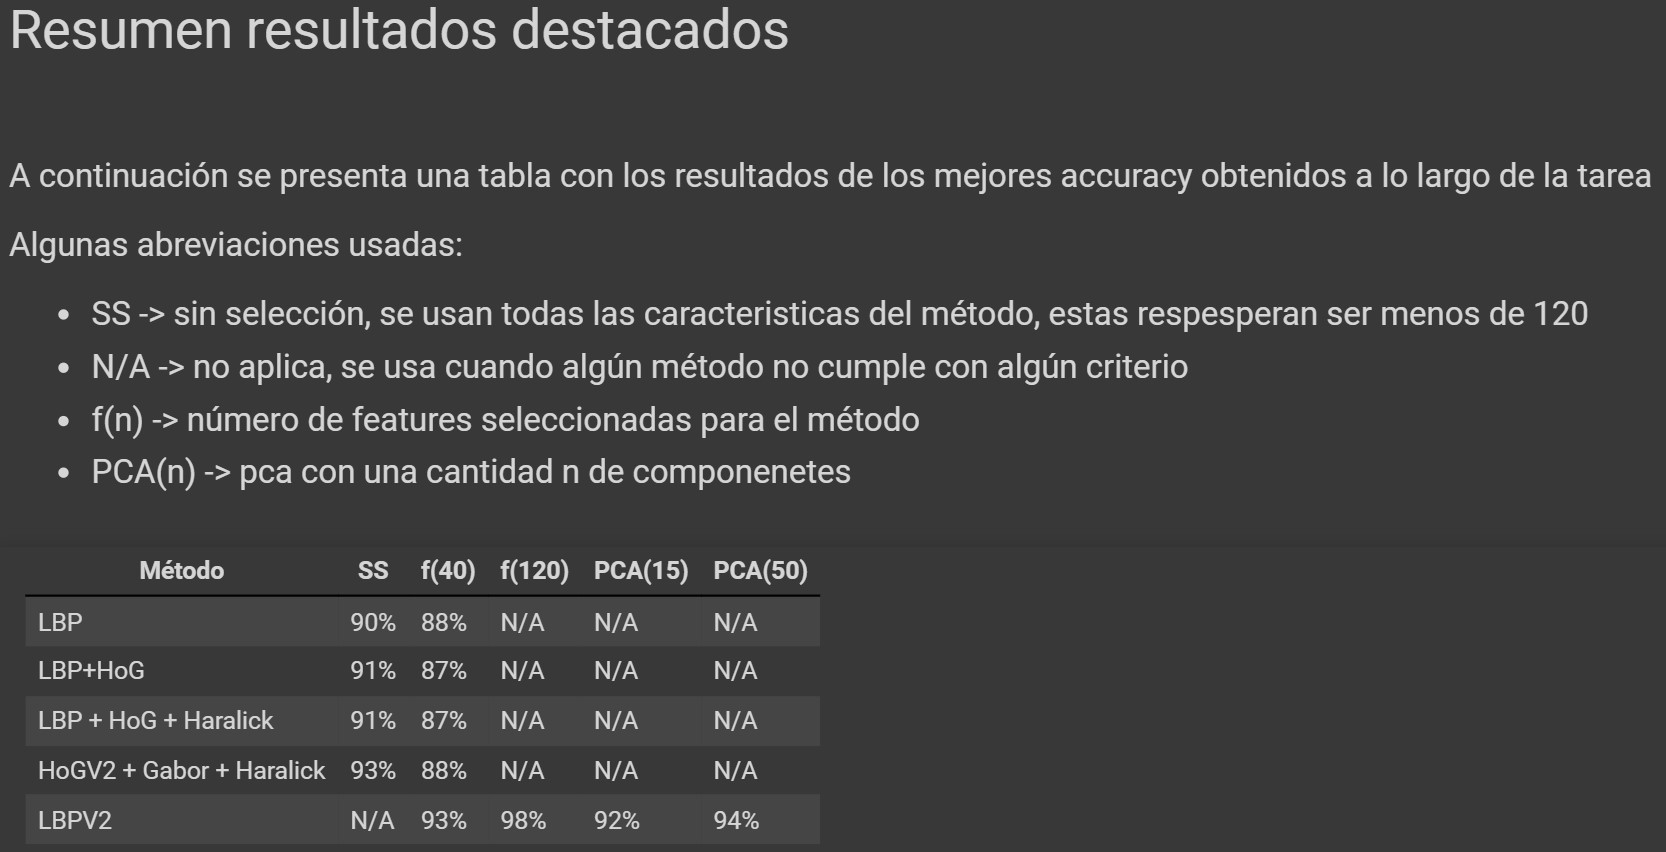 Resumen resultados destacados
A continuación se presenta una tabla con los resultados de los mejores accuracy obtenidos a lo largo de la tarea
Algunas abreviaciones usadas:
• SS -> sin selección, se usan todas las caracteristicas del método, estas respesperan ser menos de 120
• N/A -> no aplica, se usa cuando algún método no cumple con algún criterio
• f(n) -> número de features seleccionadas para el método
• PCA(n) -> pca con una cantidad n de componenetes
Método SS f(40) f(120) PCA(15) PCA(50)
LBP 90% 88% N/A N/A N/A
LBP+HoG 91% 87% N/A N/A N/A
LBP + HoG + Haralick 91% 87% N/A N/A N/A
HoGV2 + Gabor + Haralick 93% 88% N/A N/A N/A
LBPV2 N/A 93% 98% 92% 94%